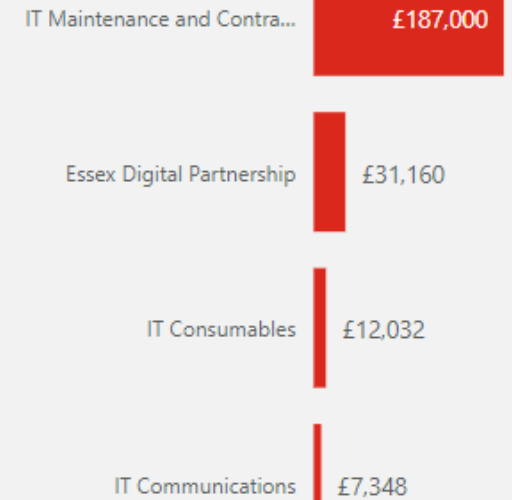 IT Maintenance and Contra... £187,000
Essex Digital Partnership £31,160
IT Consumables £12,032
IT Communications £7,348